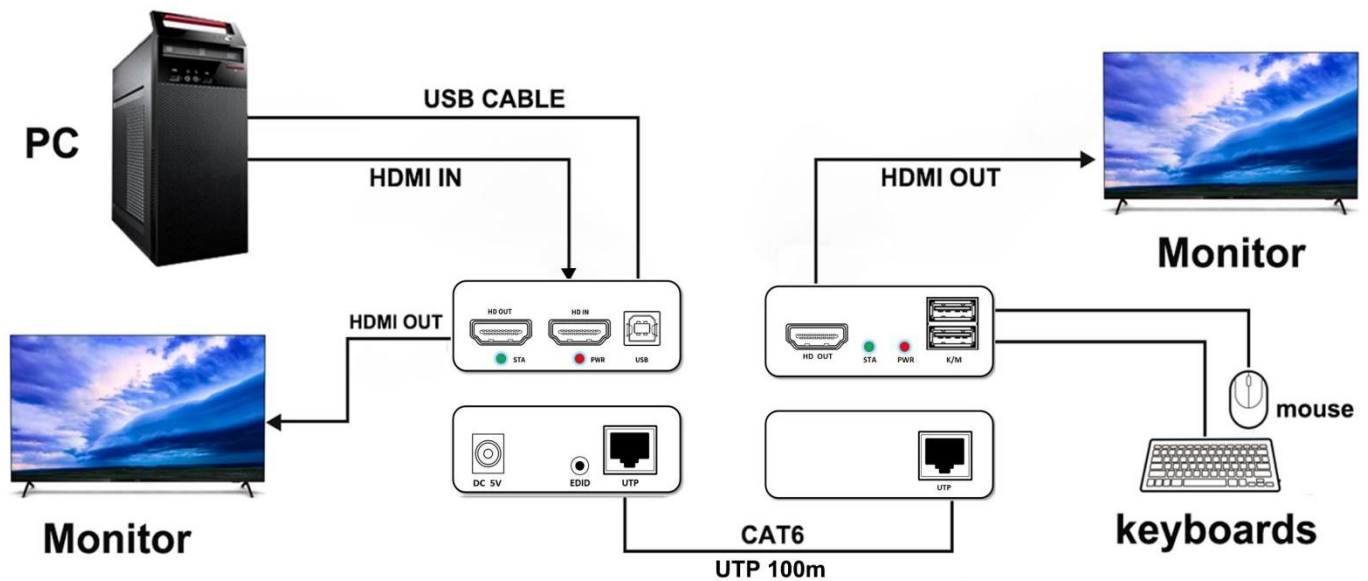 PC
USB CABLE
HDMI IN
HDMI OUT
Monitor
HDMI OUT
HD OUT
HD IN
STA
PWR
USB
HD OUT
STA
PWR
K/M
mouse
Monitor
DC 5V
EDID
UTP
UTP
keyboards
CAT6
UTP 100m